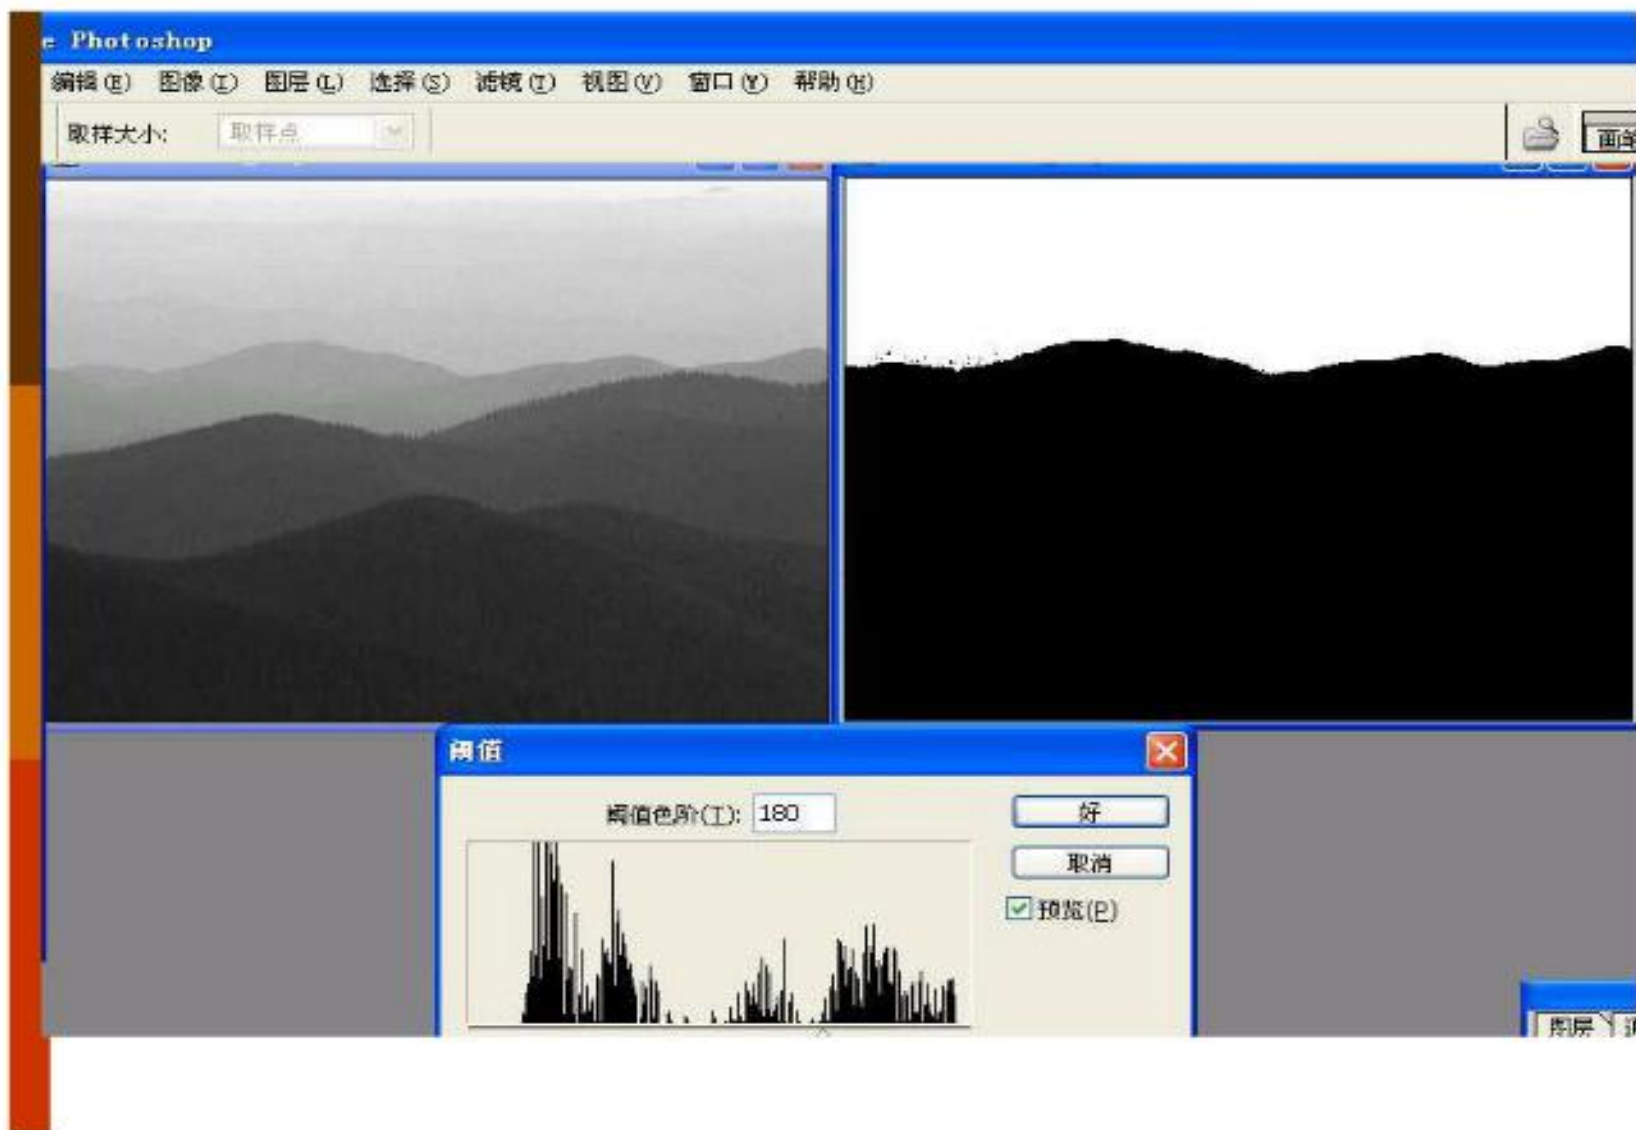 e Photoshop
编辑(E) 图像(I) 图层(L) 选择(S) 滤镜(T) 视图(V) 窗口(W) 帮助(H)
取样大小: 取样点
阈值
阈值色阶(T): 180
好
取消
预览(P)
图层